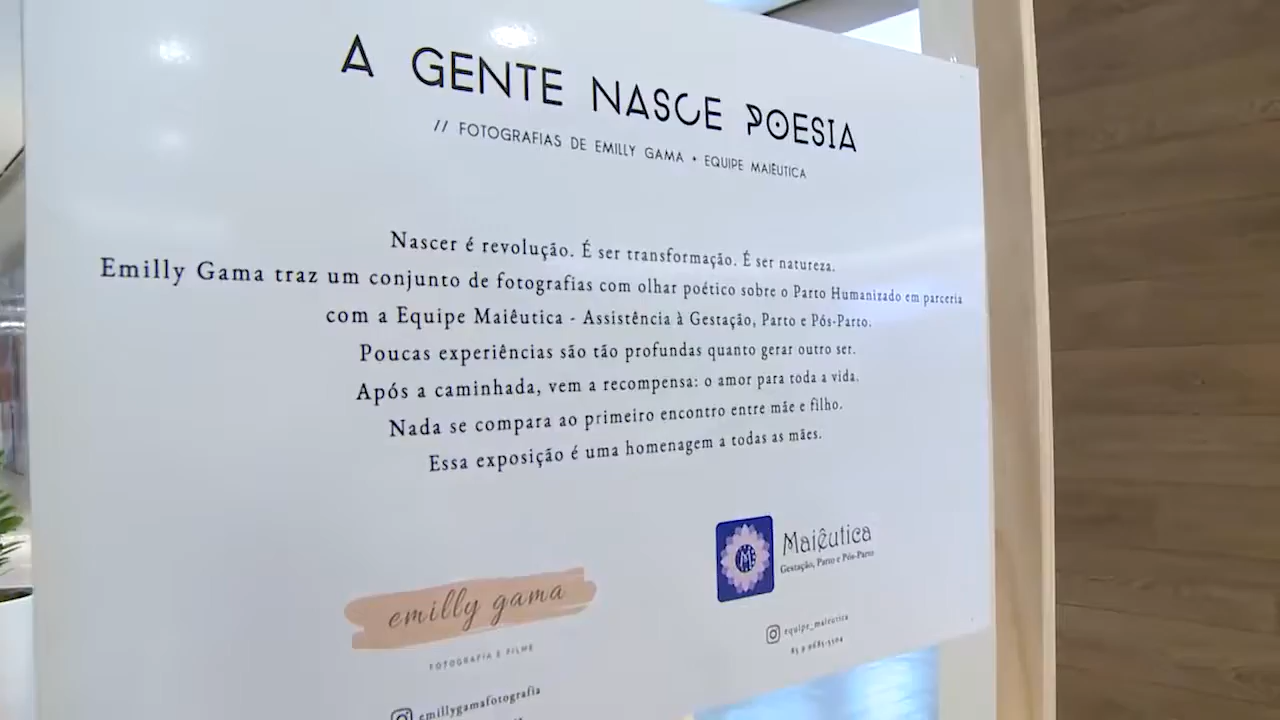 A GENTE NASCE POESIA
// FOTOGRAFIAS DE EMILLY GAMA + EQUIPE MAIÊUTICA
Nascer é revolução. É ser transformação. É ser natureza.
Emilly Gama traz um conjunto de fotografias com olhar poético sobre o Parto Humanizado em parceria
com a Equipe Maiêutica - Assistência à Gestação, Parto e Pós-Parto.
Poucas experiências são tão profundas quanto gerar outro ser.
Após a caminhada, vem a recompensa: o amor para toda a vida.
Nada se compara ao primeiro encontro entre mãe e filho.
Essa exposição é uma homenagem a todas as mães.
Maiêutica
Gestação, Parto e Pós-Parto
emilly gama
FOTOGRAFIA E FILME
equipe_maieutica
emillygamafotografia